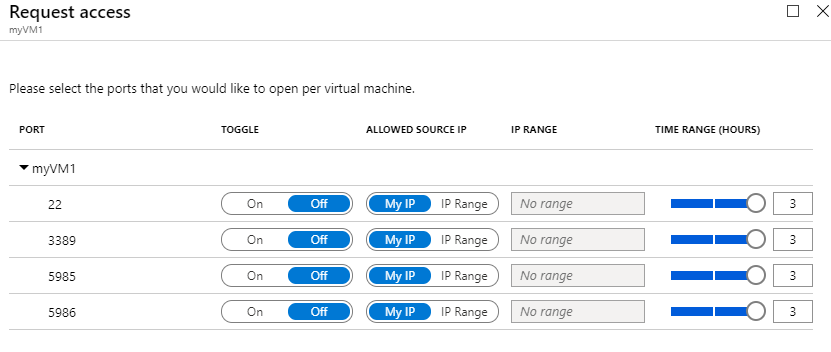 Request access
myVM1
Please select the ports that you would like to open per virtual machine.
PORT TOGGLE ALLOWED SOURCE IP IP RANGE TIME RANGE (HOURS)
myVM1
22 On Off My IP IP Range No range 3
3389 On Off My IP IP Range No range 3
5985 On Off My IP IP Range No range 3
5986 On Off My IP IP Range No range 3